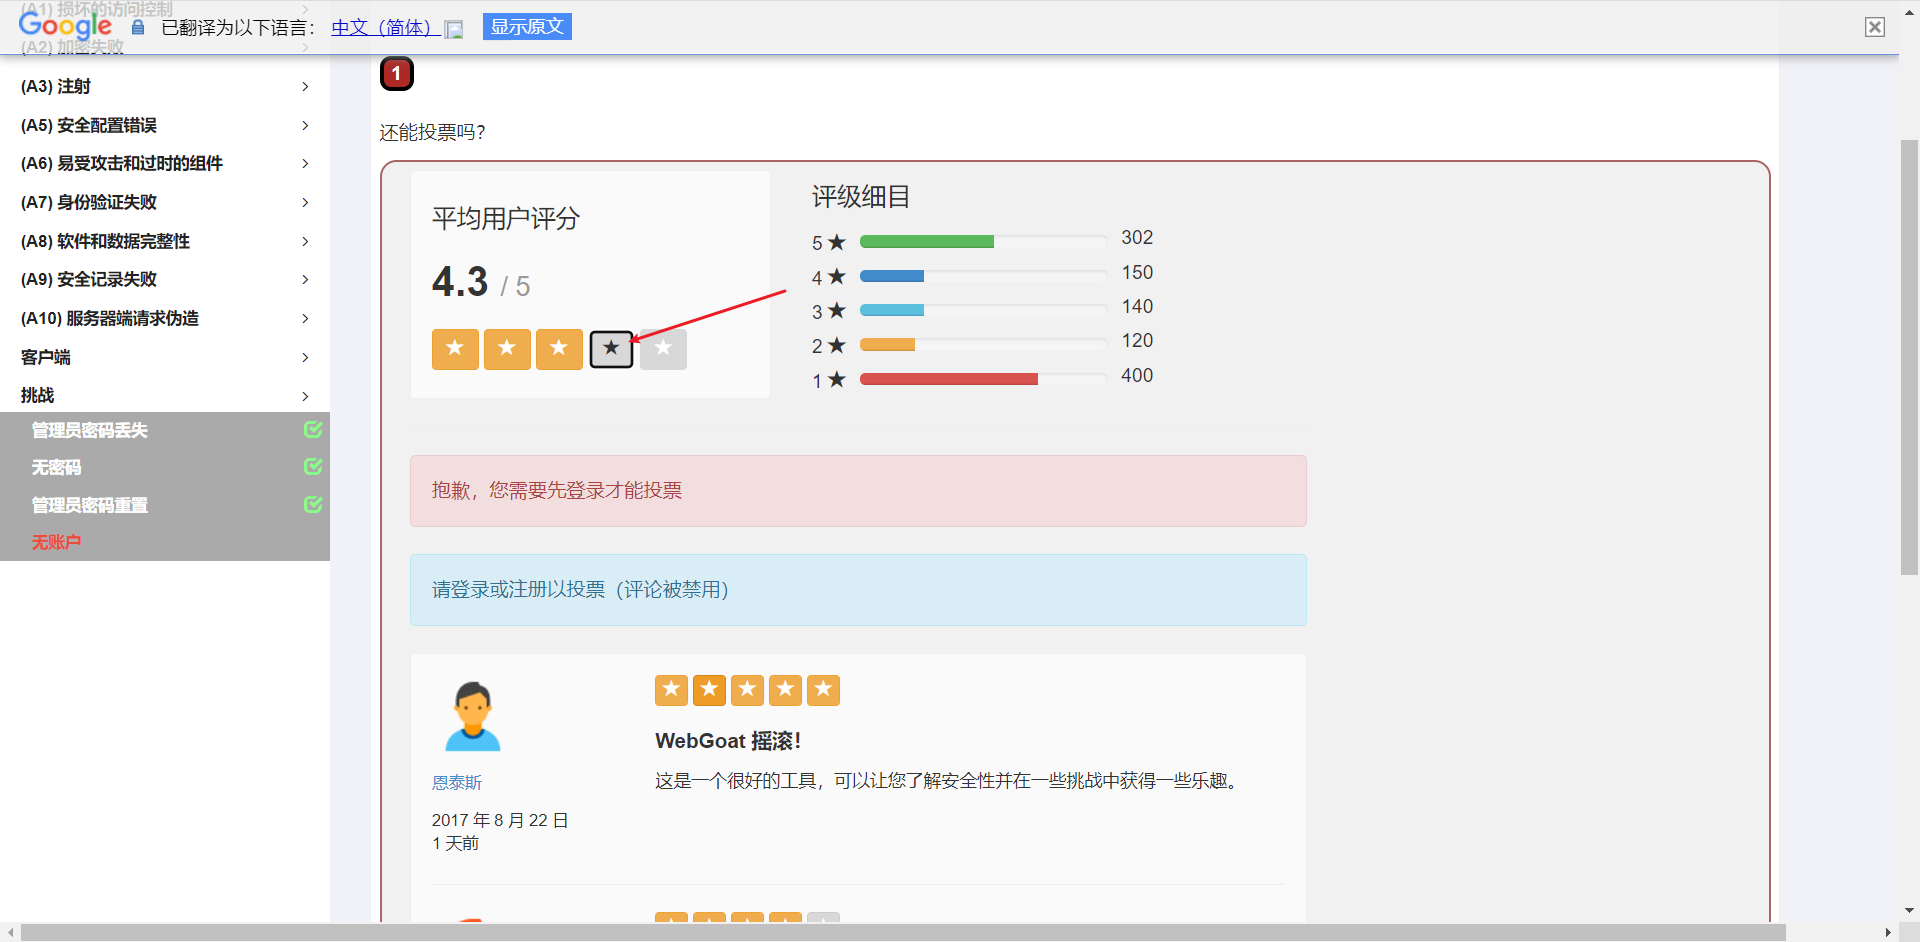 (A1) 损坏的访问控制
Google 已翻译为以下语言： 中文（简体） 显示原文
(A2) 加密失败
(A3) 注射
(A5) 安全配置错误
(A6) 易受攻击和过时的组件
(A7) 身份验证失败
(A8) 软件和数据完整性
(A9) 安全记录失败
(A10) 服务器端请求伪造
客户端
挑战
管理员密码丢失
无密码
管理员密码重置
无账户
1
还能投票吗？
平均用户评分
4.3 / 5
评级细目
5 ★ 302
4 ★ 150
3 ★ 140
2 ★ 120
1 ★ 400
抱歉，您需要先登录才能投票
请登录或注册以投票（评论被禁用）
恩泰斯
2017 年 8 月 22 日
1 天前
WebGoat 摇滚！
这是一个很好的工具，可以让您了解安全性并在一些挑战中获得一些乐趣。